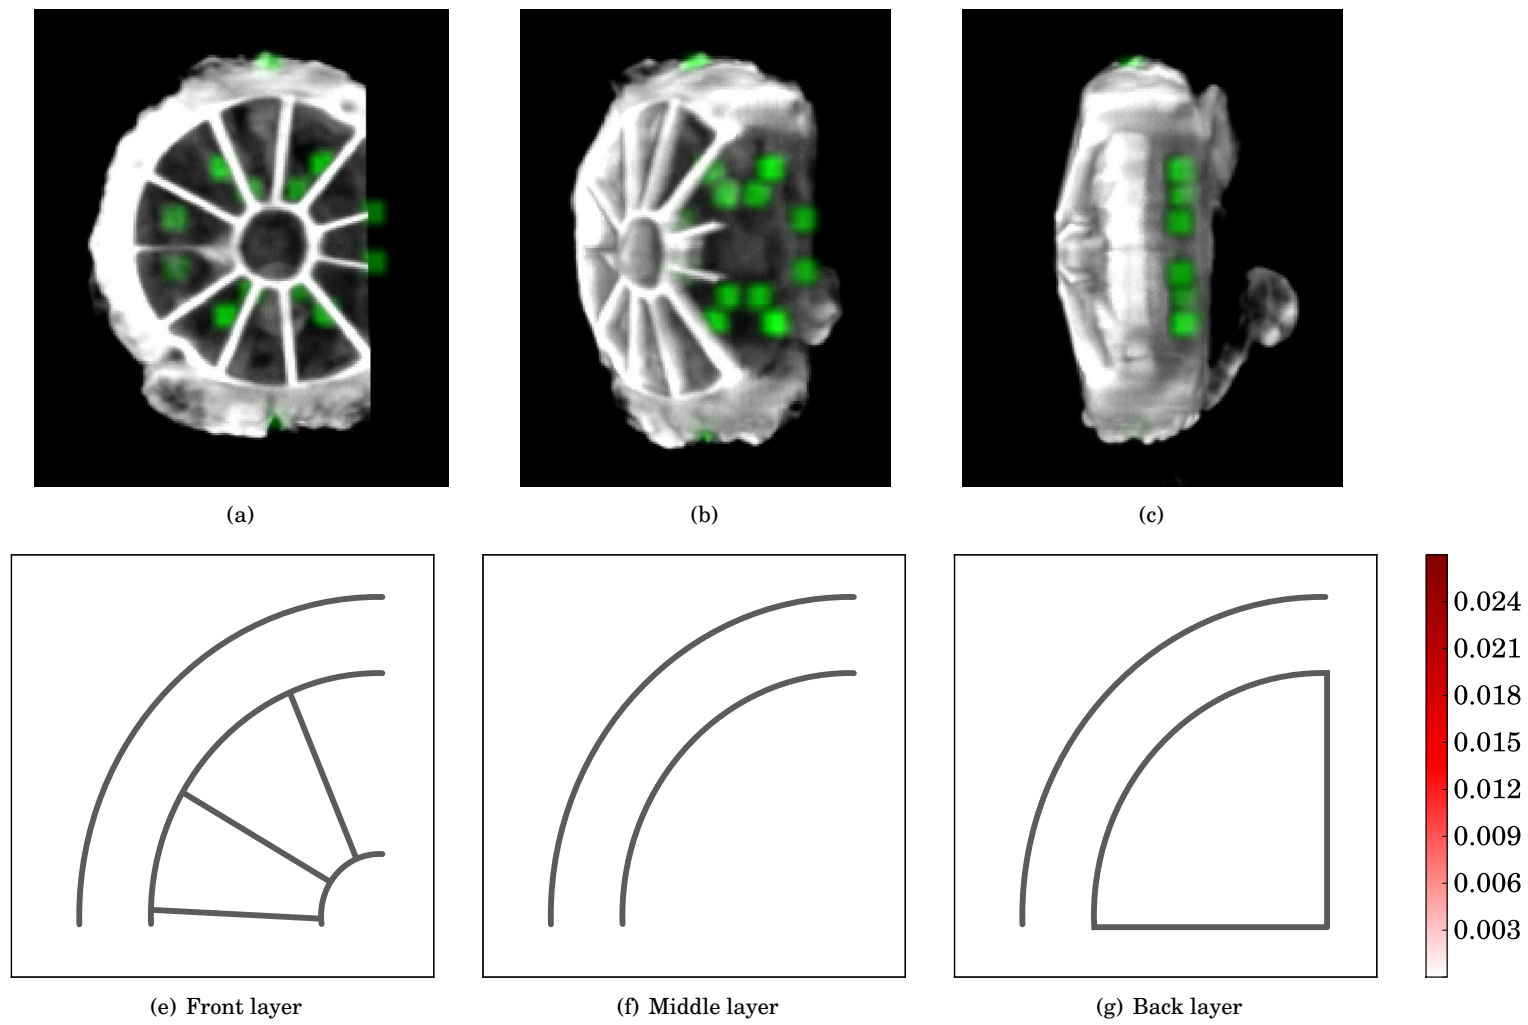 (a)
(b)
(c)
0.024
0.021
0.018
0.015
0.012
0.009
0.006
0.003
(e) Front layer
(f) Middle layer
(g) Back layer